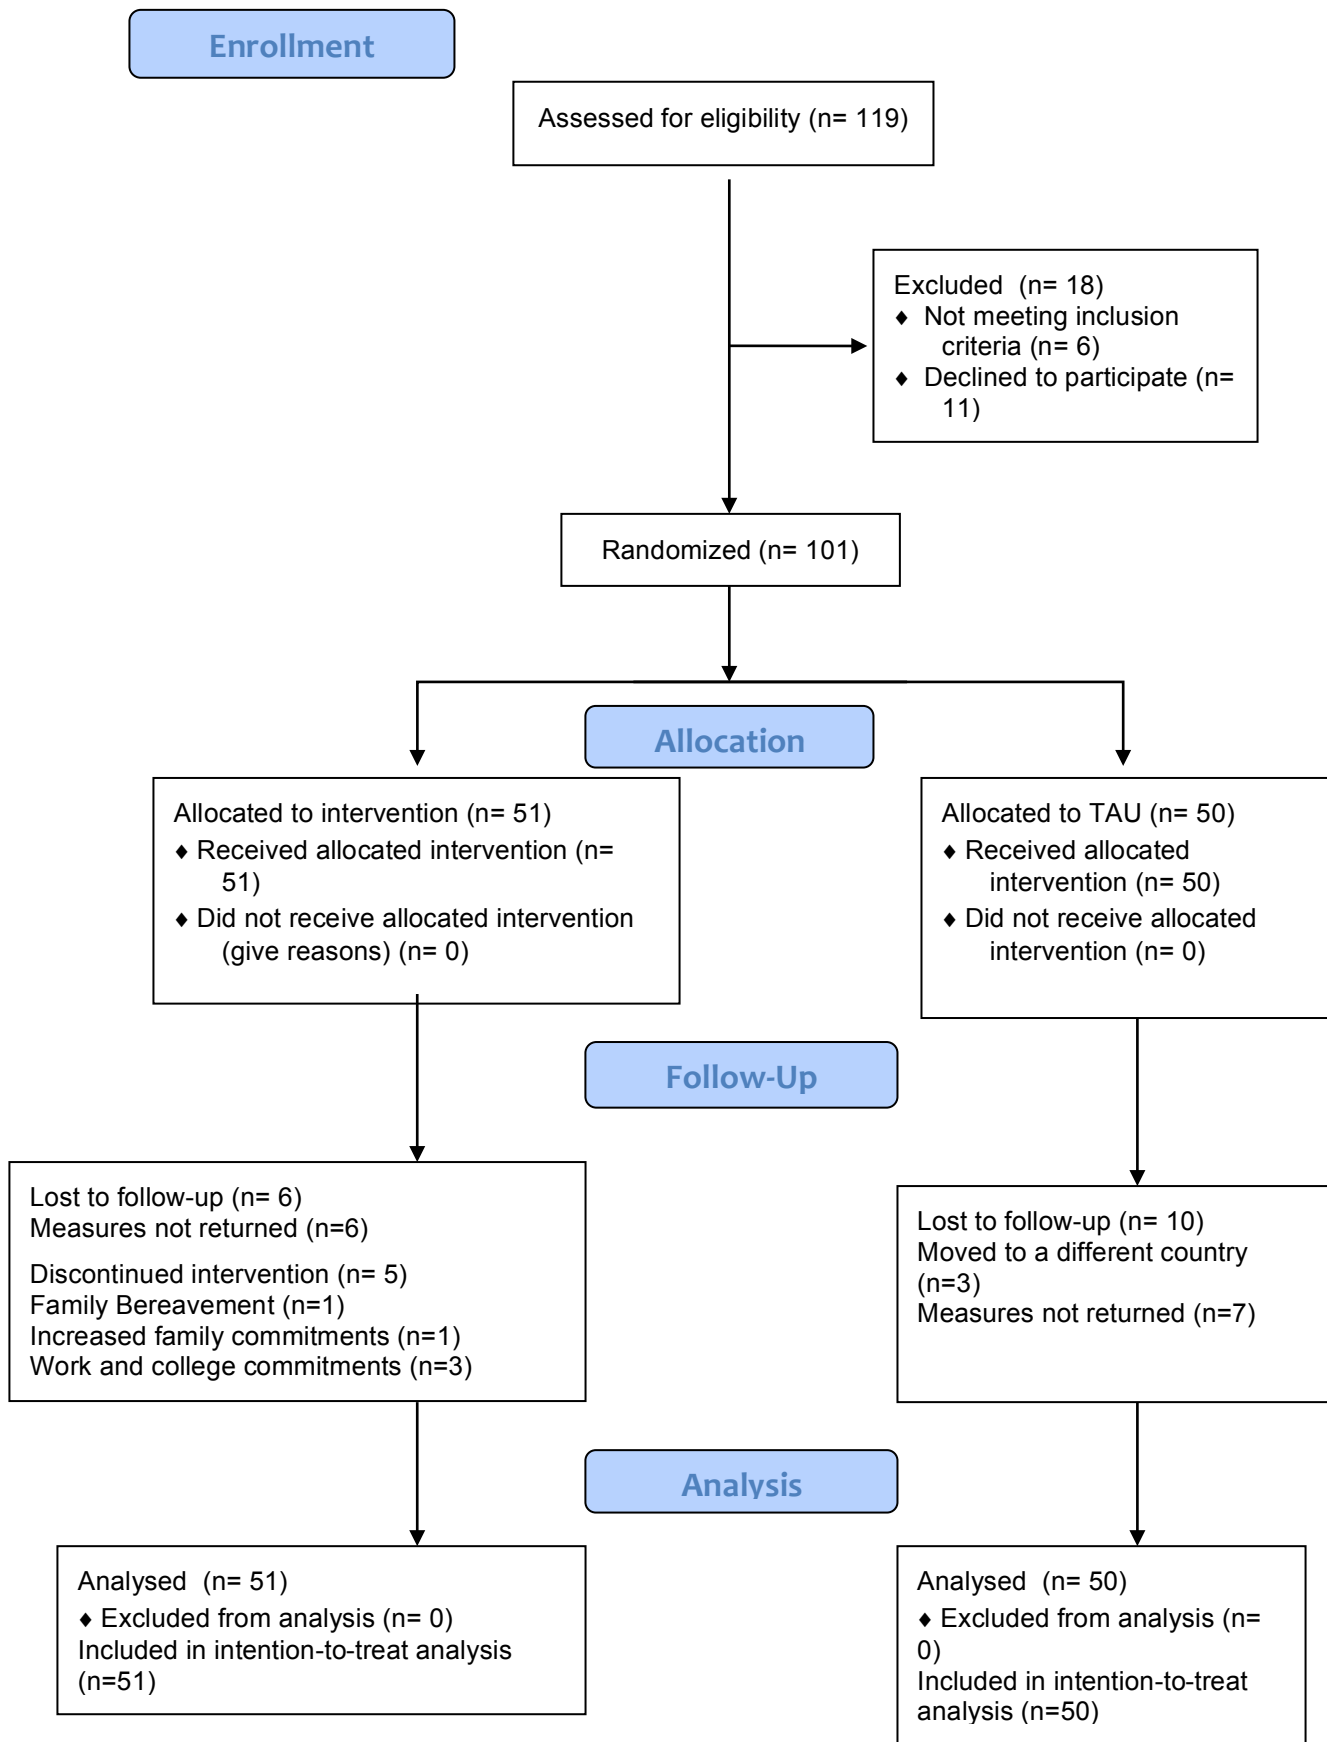 Enrollment
Assessed for eligibility (n= 119)
Excluded (n= 18)
♦ Not meeting inclusion
criteria (n= 6)
♦ Declined to participate (n=
11)
Randomized (n= 101)
Allocation
Allocated to intervention (n= 51)
♦ Received allocated intervention (n=
51)
♦ Did not receive allocated intervention
(give reasons) (n= 0)
Allocated to TAU (n= 50)
♦ Received allocated
intervention (n= 50)
♦ Did not receive allocated
intervention (n= 0)
Follow-Up
Lost to follow-up (n= 6)
Measures not returned (n=6)
Discontinued intervention (n= 5)
Family Bereavement (n=1)
Increased family commitments (n=1)
Work and college commitments (n=3)
Lost to follow-up (n= 10)
Moved to a different country
(n=3)
Measures not returned (n=7)
Analysis
Analysed (n= 51)
♦ Excluded from analysis (n= 0)
Included in intention-to-treat analysis
(n=51)
Analysed (n= 50)
♦ Excluded from analysis (n=
0)
Included in intention-to-treat
analysis (n=50)